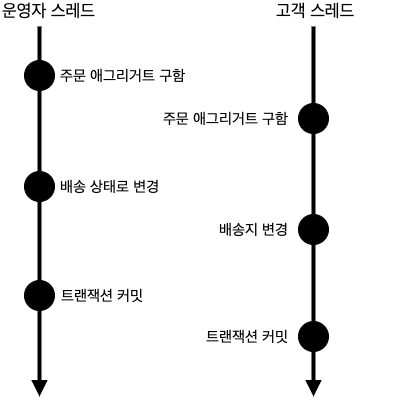 운영자 스레드
고객 스레드
주문 애그리거트 구함
주문 애그리거트 구함
배송 상태로 변경
배송지 변경
트랜잭션 커밋
트랜잭션 커밋